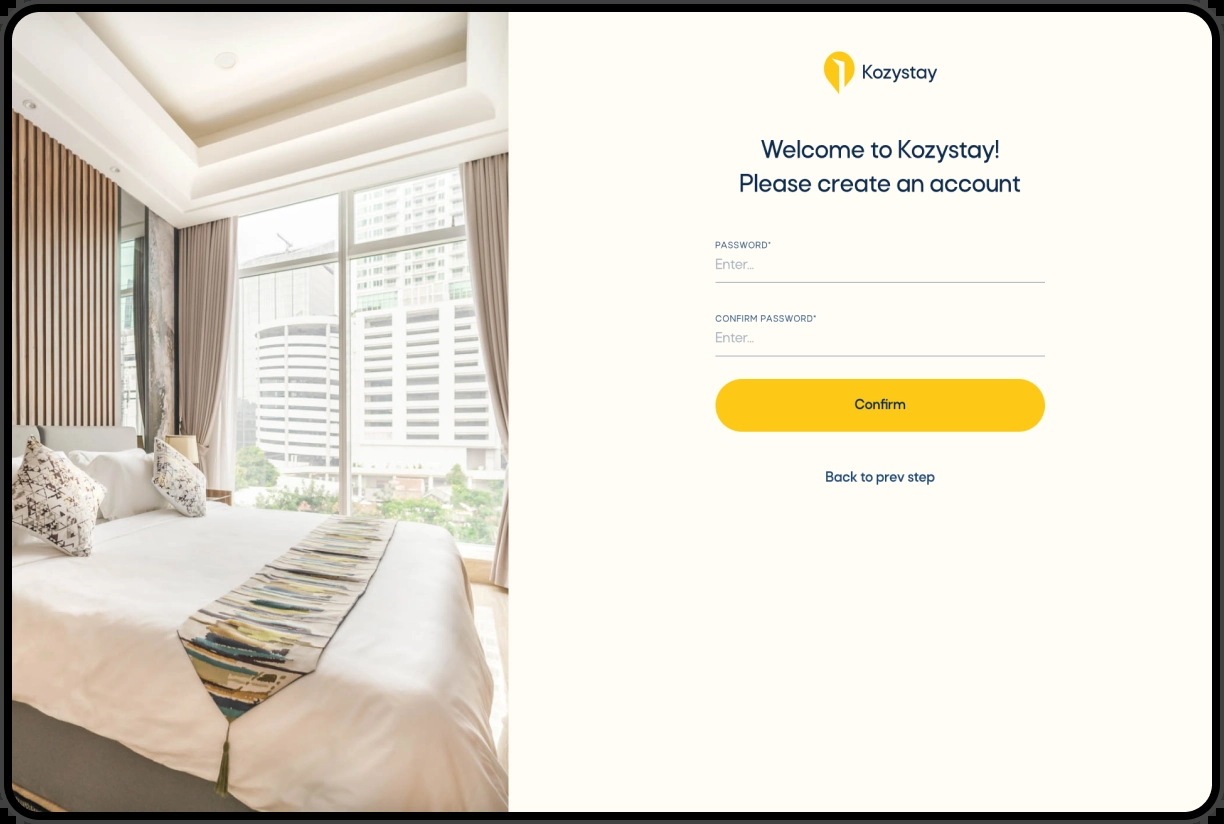 Kozystay
Welcome to Kozystay!
Please create an account
PASSWORD*
Enter...
CONFIRM PASSWORD*
Enter...
Confirm
Back to prev step